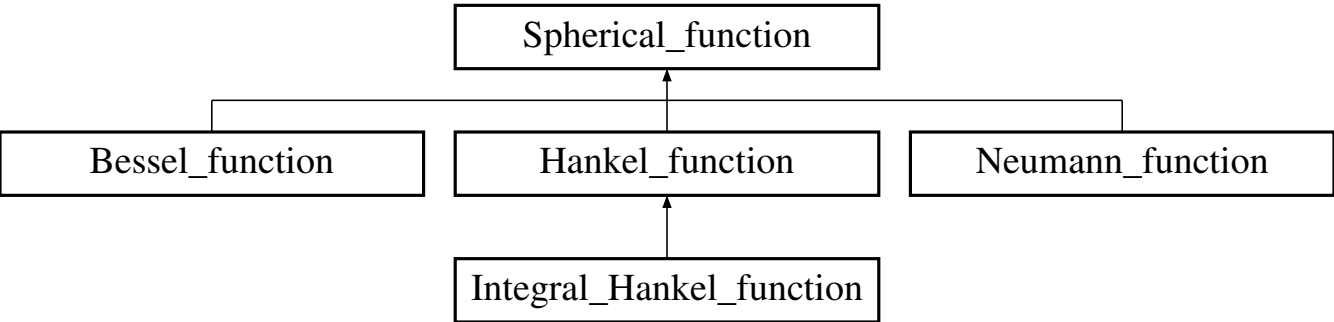 Spherical_function
Bessel_function
Hankel_function
Neumann_function
Integral_Hankel_function